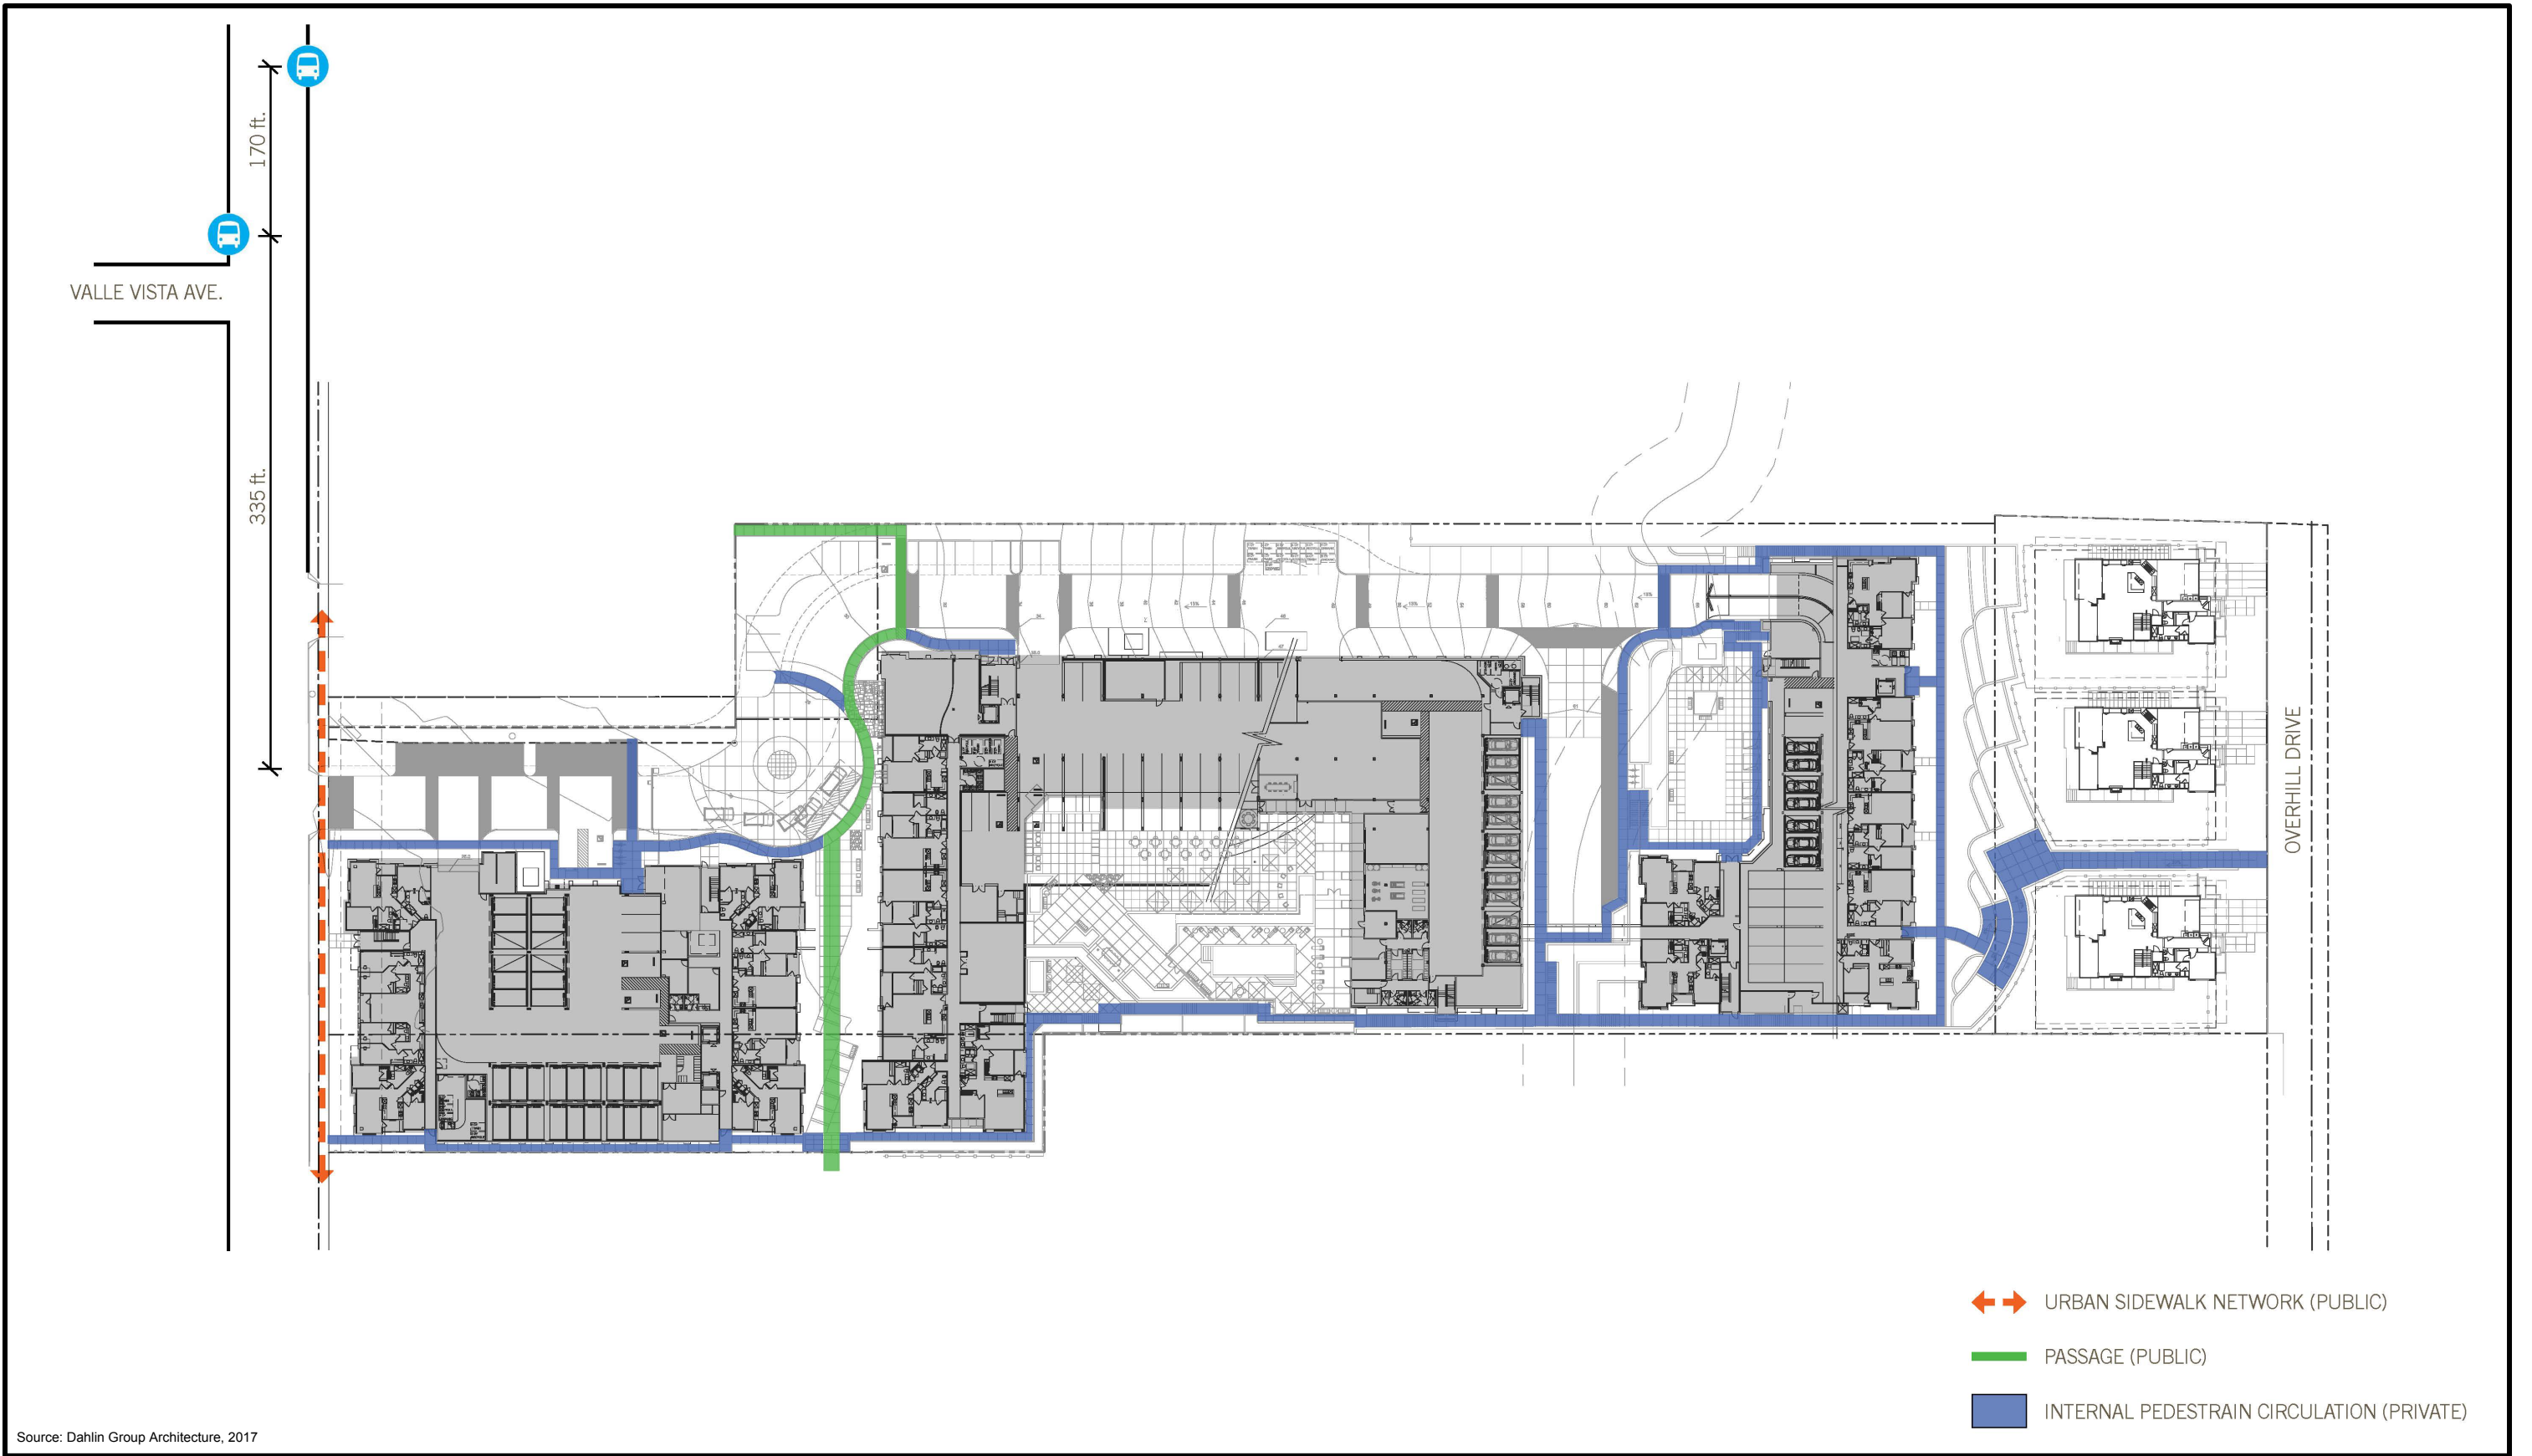 170 ft.
VALLE VISTA AVE.
335 ft.
OVERHILL DRIVE
URBAN SIDEWALK NETWORK (PUBLIC)
PASSAGE (PUBLIC)
INTERNAL PEDESTRAIN CIRCULATION (PRIVATE)
Source: Dahlin Group Architecture, 2017